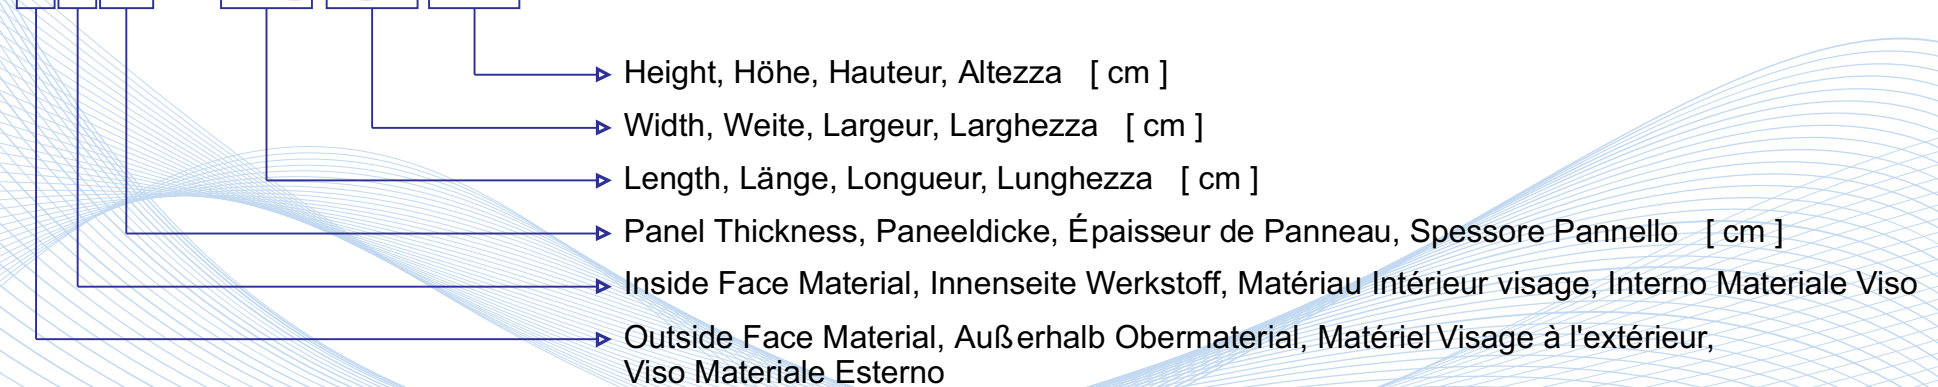 Height, Höhe, Hauteur, Altezza [ cm ]
Width, Weite, Largeur, Larghezza [ cm ]
Length, Länge, Longueur, Lunghezza [ cm ]
Panel Thickness, Paneeldicke, Épaisseur de Panneau, Spessore Pannello [ cm ]
Inside Face Material, Innenseite Werkstoff, Matériau Intérieur visage, Interno Materiale Viso
Outside Face Material, Außerhalb Obermaterial, Matériel Visage à l'extérieur,
Viso Materiale Esterno